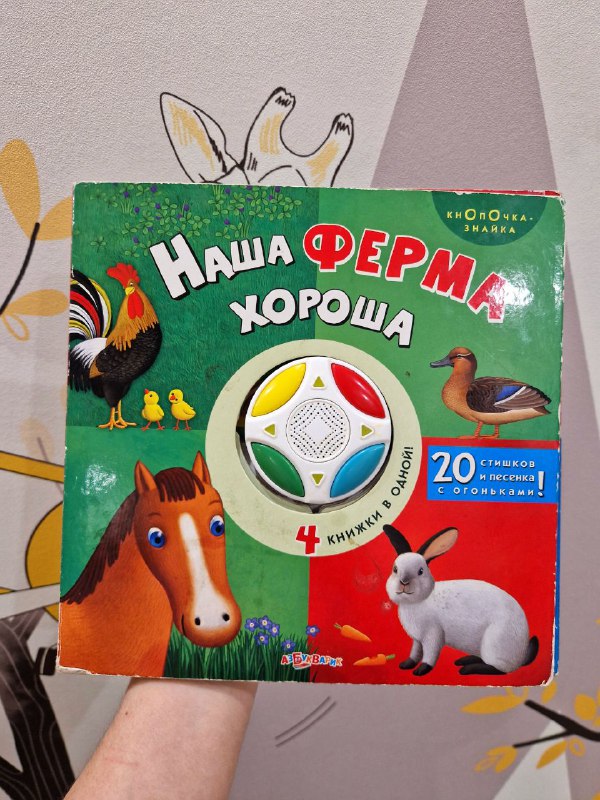 КНОПОЧКА-
ЗНАЙКА
НАША ФЕРМА
ХОРОША
20 СТИШКОВ
И ПЕСЕНКА
С ОГОНЬКАМИ!
4 КНИЖКИ В ОДНОЙ!
АЗБУКВАРИК